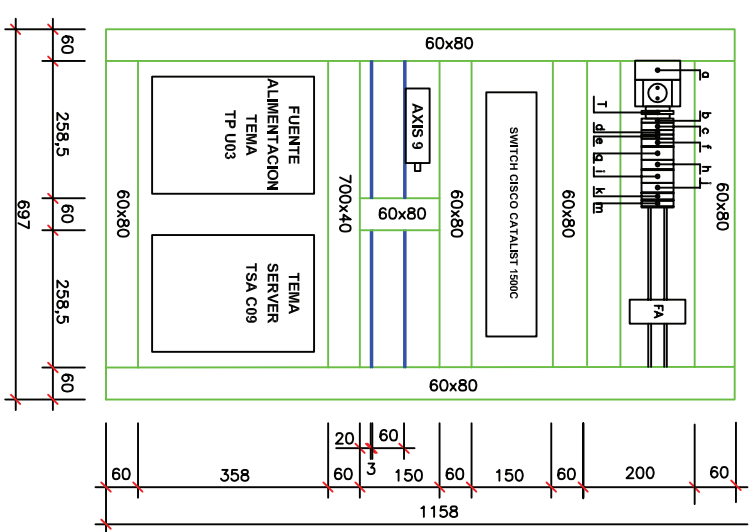 60x80
60
258,5
60
258,5
60
697
FUENTE
ALIMENTACION
TEMA
TP U03
TEMA
SERVER
TSA C09
60x80
700x40
AXIS 9
60x80
60x80
SWITCH CISCO CATALIST 1500C
60x80
60x80
a
T
b
c
d
e
f
g
h
i
j
k
m
FA
60x80
20
60
3
60
358
60
150
60
150
60
200
60
1158